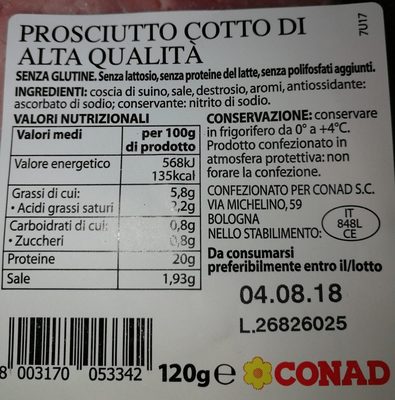 7U17
PROSCIUTTO COTTO DI
ALTA QUALITÀ
SENZA GLUTINE. Senza lattosio, senza proteine del latte, senza polifosfati aggiunti.
INGREDIENTI: coscia di suino, sale, destrosio, aromi, antiossidante:
ascorbato di sodio; conservante: nitrito di sodio.
VALORI NUTRIZIONALI
Valori medi per 100g
di prodotto
Valore energetico 568kJ
135kcal
Grassi di cui: 5,8g
• Acidi grassi saturi 2,2g
Carboidrati di cui: 0,8g
• Zuccheri 0,8g
Proteine 20g
Sale 1,93g
CONSERVAZIONE: conservare
in frigorifero da 0° a +4°C.
Prodotto confezionato in
atmosfera protettiva: non
forare la confezione.
CONFEZIONATO PER CONAD S.C.
VIA MICHELINO, 59
BOLOGNA
NELLO STABILIMENTO:
IT
848L
CE
Da consumarsi
preferibilmente entro il/lotto
04.08.18
L.26826025
8 003170 053342
120g e CONAD